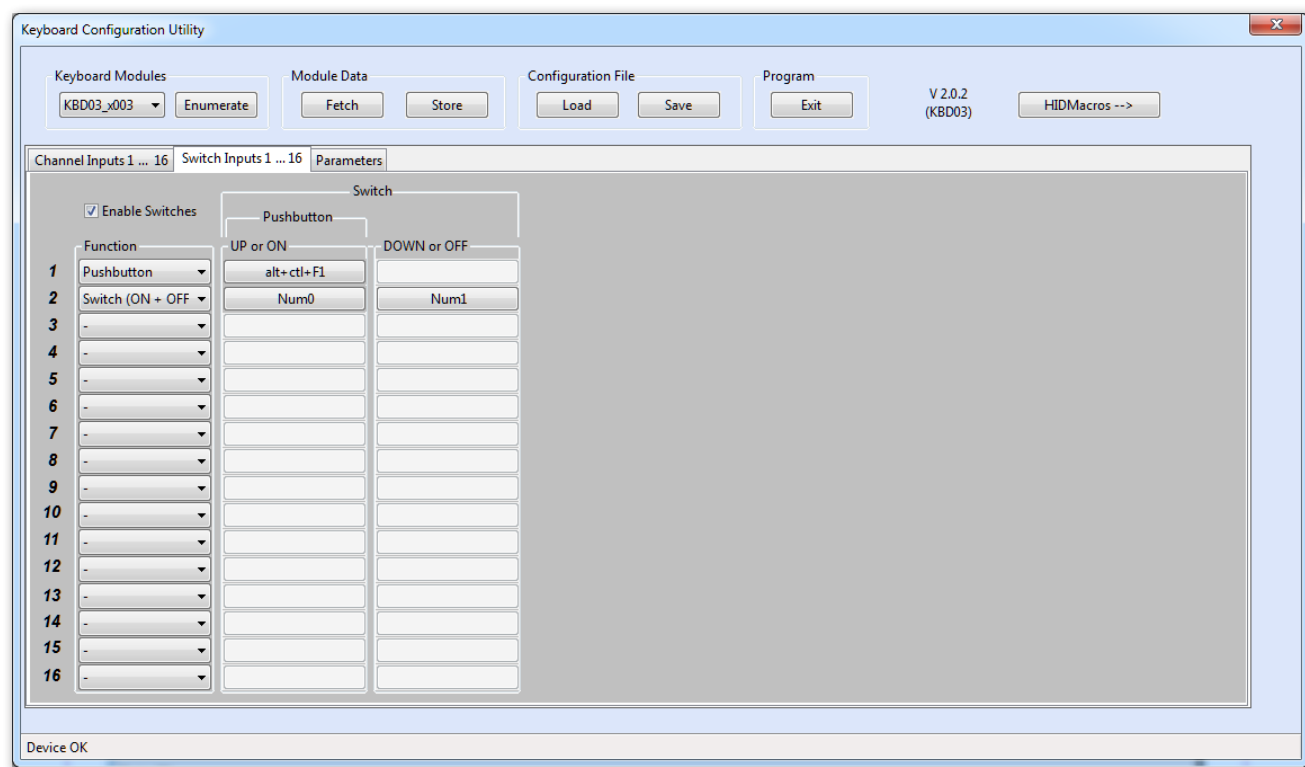 Keyboard Configuration Utility
Keyboard Modules Module Data Configuration File Program
KBD03_x003 Enumerate Fetch Store Load Save Exit V 2.0.2 (KBD03) HIDMacros -->
Channel Inputs 1 ... 16 Switch Inputs 1 ... 16 Parameters
Switch
Enable Switches
Pushbutton
Function UP or ON DOWN or OFF
1 Pushbutton alt+ctl+F1
2 Switch (ON + OFF Num0 Num1
3 -
4 -
5 -
6 -
7 -
8 -
9 -
10 -
11 -
12 -
13 -
14 -
15 -
16 -
Device OK